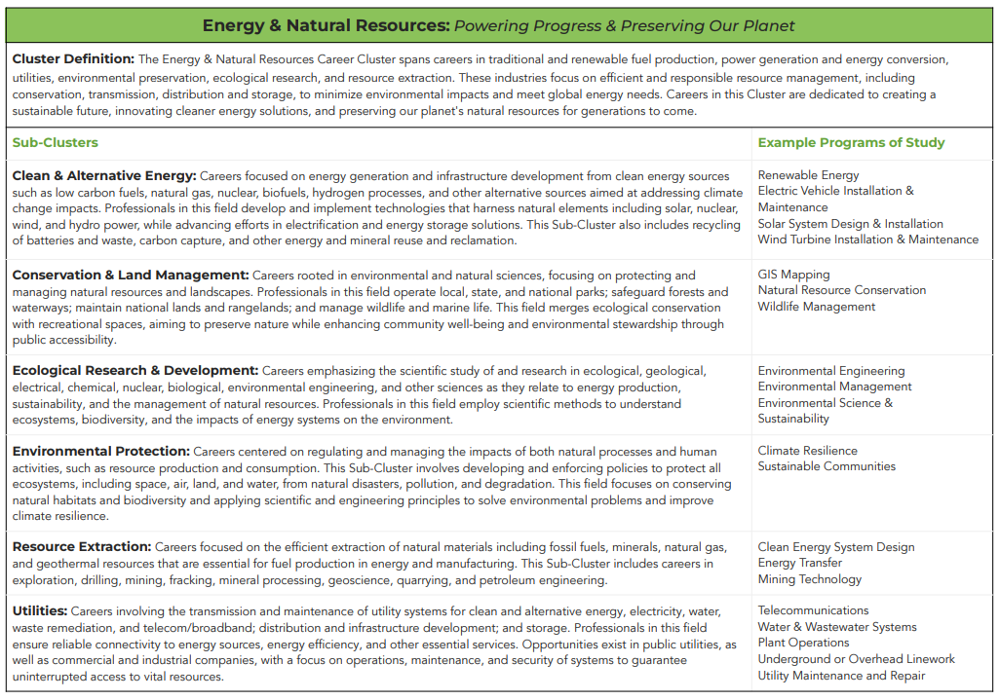 Energy & Natural Resources: Powering Progress & Preserving Our Planet
Cluster Definition: The Energy & Natural Resources Career Cluster spans careers in traditional and renewable fuel production, power generation and energy conversion,
utilities, environmental preservation, ecological research, and resource extraction. These industries focus on efficient and responsible resource management, including
conservation, transmission, distribution and storage, to minimize environmental impacts and meet global energy needs. Careers in this Cluster are dedicated to creating a
sustainable future, innovating cleaner energy solutions, and preserving our planet's natural resources for generations to come.
Sub-Clusters
Example Programs of Study
Clean & Alternative Energy: Careers focused on energy generation and infrastructure development from clean energy sources
such as low carbon fuels, natural gas, nuclear, biofuels, hydrogen processes, and other alternative sources aimed at addressing climate
change impacts. Professionals in this field develop and implement technologies that harness natural elements including solar, nuclear,
wind, and hydro power, while advancing efforts in electrification and energy storage solutions. This Sub-Cluster also includes recycling
of batteries and waste, carbon capture, and other energy and mineral reuse and reclamation.
Renewable Energy
Electric Vehicle Installation &
Maintenance
Solar System Design & Installation
Wind Turbine Installation & Maintenance
Conservation & Land Management: Careers rooted in environmental and natural sciences, focusing on protecting and
managing natural resources and landscapes. Professionals in this field operate local, state, and national parks; safeguard forests and
waterways; maintain national lands and rangelands; and manage wildlife and marine life. This field merges ecological conservation
with recreational spaces, aiming to preserve nature while enhancing community well-being and environmental stewardship through
public accessibility.
GIS Mapping
Natural Resource Conservation
Wildlife Management
Ecological Research & Development: Careers emphasizing the scientific study of and research in ecological, geological,
electrical, chemical, nuclear, biological, environmental engineering, and other sciences as they relate to energy production,
sustainability, and the management of natural resources. Professionals in this field employ scientific methods to understand
ecosystems, biodiversity, and the impacts of energy systems on the environment.
Environmental Engineering
Environmental Management
Environmental Science &
Sustainability
Environmental Protection: Careers centered on regulating and managing the impacts of both natural processes and human
activities, such as resource production and consumption. This Sub-Cluster involves developing and enforcing policies to protect all
ecosystems, including space, air, land, and water, from natural disasters, pollution, and degradation. This field focuses on conserving
natural habitats and biodiversity and applying scientific and engineering principles to solve environmental problems and improve
climate resilience.
Climate Resilience
Sustainable Communities
Resource Extraction: Careers focused on the efficient extraction of natural materials including fossil fuels, minerals, natural gas,
and geothermal resources that are essential for fuel production in energy and manufacturing. This Sub-Cluster includes careers in
exploration, drilling, mining, fracking, mineral processing, geoscience, quarrying, and petroleum engineering.
Clean Energy System Design
Energy Transfer
Mining Technology
Utilities: Careers involving the transmission and maintenance of utility systems for clean and alternative energy, electricity, water,
waste remediation, and telecom/broadband; distribution and infrastructure development; and storage. Professionals in this field
ensure reliable connectivity to energy sources, energy efficiency, and other essential services. Opportunities exist in public utilities, as
well as commercial and industrial companies, with a focus on operations, maintenance, and security of systems to guarantee
uninterrupted access to vital resources.
Telecommunications
Water & Wastewater Systems
Plant Operations
Underground or Overhead Linework
Utility Maintenance and Repair